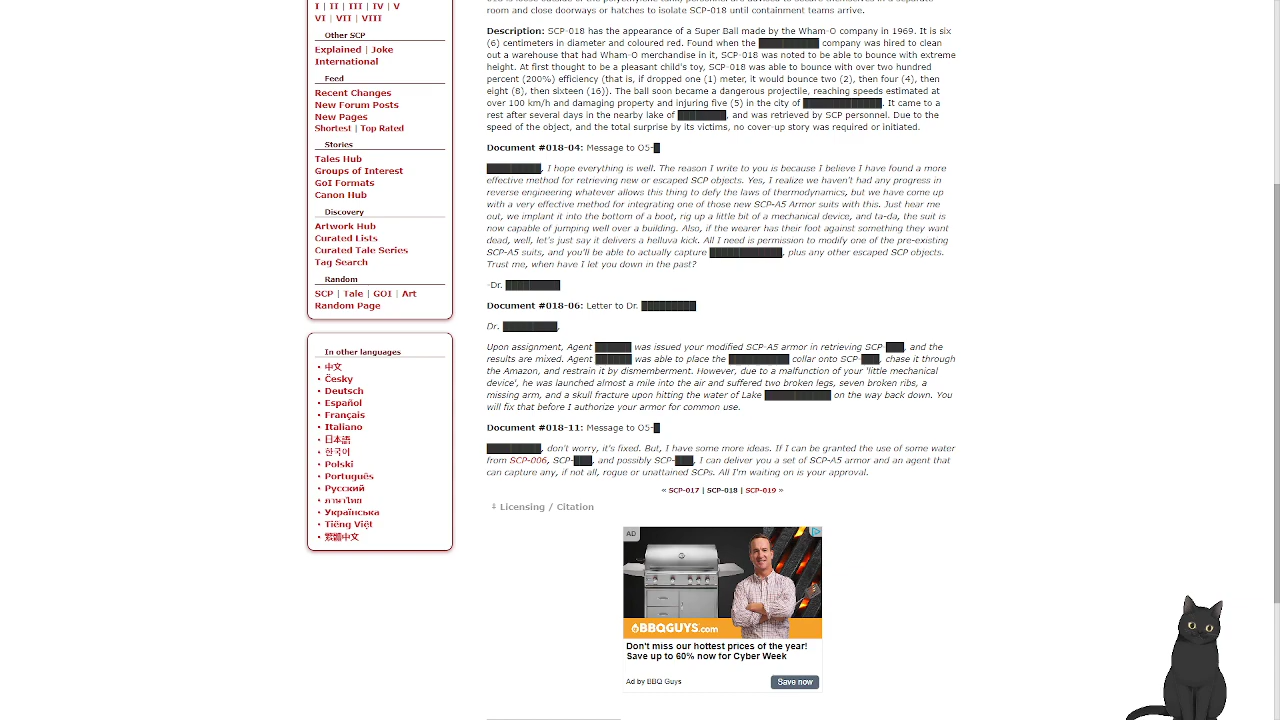 I | II | III | IV | V
VI | VII | VIII
Other SCP
Explained | Joke
International
Feed
Recent Changes
New Forum Posts
New Pages
Shortest | Top Rated
Stories
Tales Hub
Groups of Interest
GoI Formats
Canon Hub
Discovery
Artwork Hub
Curated Lists
Curated Tale Series
Tag Search
Random
SCP | Tale | GOI | Art
Random Page
In other languages
中文
Česky
Deutsch
Español
Français
Italiano
日本語
한국어
Polski
Português
Русский
ภาษาไทย
Українська
Tiếng Việt
繁體中文
room and close doorways or hatches to isolate SCP-018 until containment teams arrive.
Description: SCP-018 has the appearance of a Super Ball made by the Wham-O company in 1969. It is six
(6) centimeters in diameter and coloured red. Found when the ██████████ company was hired to clean
out a warehouse that had Wham-O merchandise in it, SCP-018 was noted to be able to bounce with extreme
height. At first thought to be a pleasant child's toy, SCP-018 was able to bounce with over two hundred
percent (200%) efficiency (that is, if dropped one (1) meter, it would bounce two (2), then four (4), then
eight (8), then sixteen (16)). The ball soon became a dangerous projectile, reaching speeds estimated at
over 100 km/h and damaging property and injuring five (5) in the city of █████████████. It came to a
rest after several days in the nearby lake of ████████, and was retrieved by SCP personnel. Due to the
speed of the object, and the total surprise by its victims, no cover-up story was required or initiated.
Document #018-04: Message to O5-█
█████████, I hope everything is well. The reason I write to you is because I believe I have found a more
effective method for retrieving new or escaped SCP objects. Yes, I realize we haven't had any progress in
reverse engineering whatever allows this thing to defy the laws of thermodynamics, but we have come up
with a very effective method for integrating one of those new SCP-A5 Armor suits with this. Just hear me
out, we implant it into the bottom of a boot, rig up a little bit of a mechanical device, and ta-da, the suit is
now capable of jumping well over a building. Also, if the wearer has their foot against something they want
dead, well, let's just say it delivers a helluva kick. All I need is permission to modify one of the pre-existing
SCP-A5 suits, and you'll be able to actually capture ████████████, plus any other escaped SCP objects.
Trust me, when have I let you down in the past?
-Dr. █████████
Document #018-06: Letter to Dr. █████████
Dr. █████████,
Upon assignment, Agent ██████ was issued your modified SCP-A5 armor in retrieving SCP-███, and the
results are mixed. Agent ██████ was able to place the ██████████ collar onto SCP-███, chase it through
the Amazon, and restrain it by dismemberment. However, due to a malfunction of your 'little mechanical
device', he was launched almost a mile into the air and suffered two broken legs, seven broken ribs, a
missing arm, and a skull fracture upon hitting the water of Lake ███████████ on the way back down. You
will fix that before I authorize your armor for common use.
Document #018-11: Message to O5-█
█████████, don't worry, it's fixed. But, I have some more ideas. If I can be granted the use of some water
from SCP-006, SCP-███, and possibly SCP-███, I can deliver you a set of SCP-A5 armor and an agent that
can capture any, if not all, rogue or unattained SCPs. All I'm waiting on is your approval.
« SCP-017 | SCP-018 | SCP-019 »
‡ Licensing / Citation
AD
BBQGUYS.com
Don't miss our hottest prices of the year!
Save up to 60% now for Cyber Week
Ad by BBQ Guys
Save now